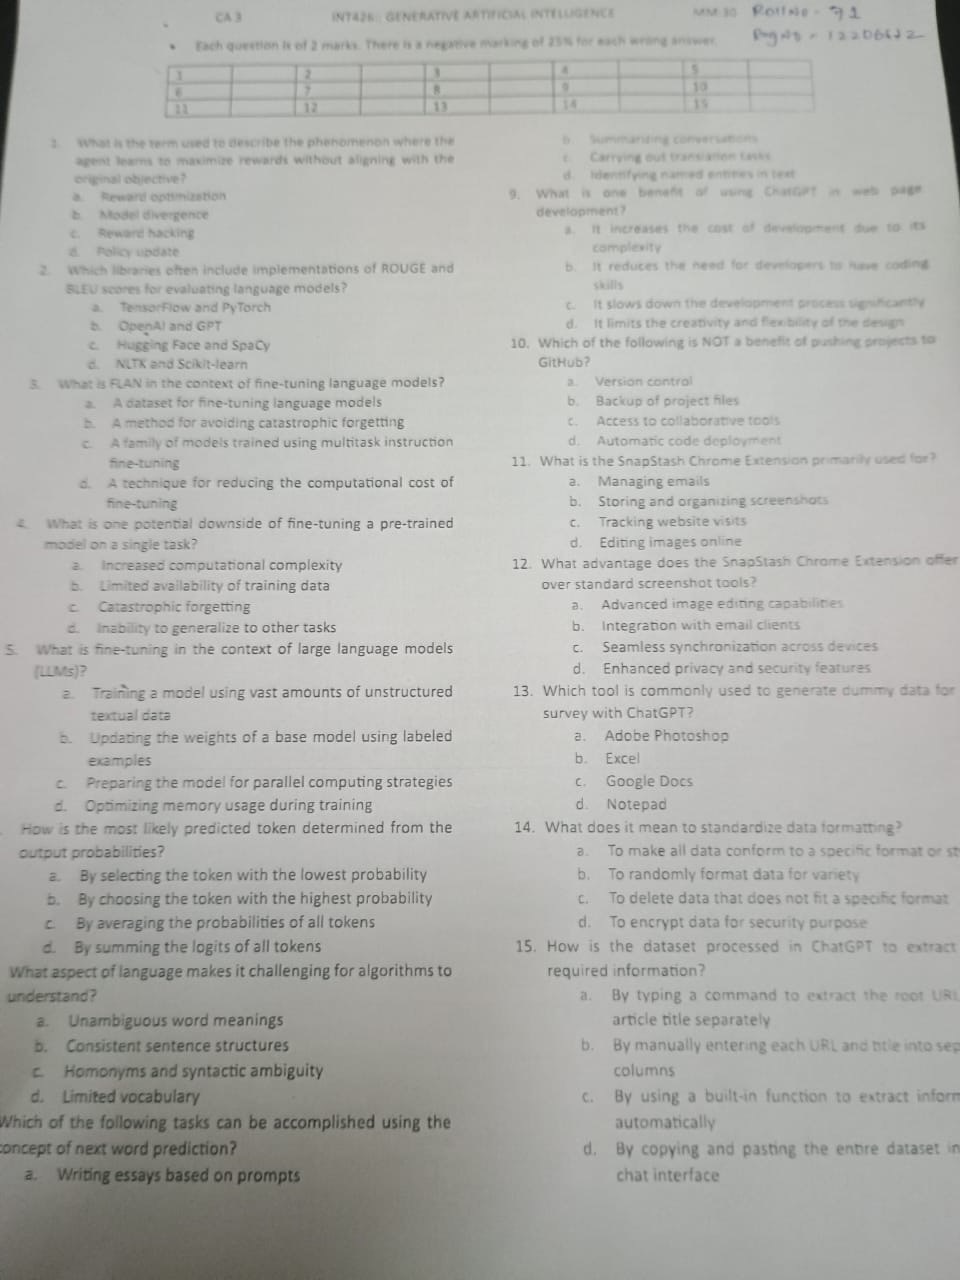 CA 3 INT426:: GENERATIVE ARTIFICIAL INTELLIGENCE MM 30 Roll No - 71
• Each question is of 2 marks. There is a negative marking of 25% for each wrong answer.
1 2 3 4 5
6 7 8 9 10
11 12 13 14 15
1. What is the term used to describe the phenomenon where the
agent learns to maximize rewards without aligning with the
original objective?
a. Reward optimization
b. Model divergence
c. Reward hacking
d. Policy update
2. Which libraries often include implementations of ROUGE and
BLEU scores for evaluating language models?
a. TensorFlow and PyTorch
b. OpenAI and GPT
c. Hugging Face and SpaCy
d. NLTK and Scikit-learn
3. What is FLAN in the context of fine-tuning language models?
a. A dataset for fine-tuning language models
b. A method for avoiding catastrophic forgetting
c. A family of models trained using multitask instruction
fine-tuning
d. A technique for reducing the computational cost of
fine-tuning
4. What is one potential downside of fine-tuning a pre-trained
model on a single task?
a. Increased computational complexity
b. Limited availability of training data
c. Catastrophic forgetting
d. Inability to generalize to other tasks
5. What is fine-tuning in the context of large language models
(LLMs)?
a. Training a model using vast amounts of unstructured
textual data
b. Updating the weights of a base model using labeled
examples
c. Preparing the model for parallel computing strategies
d. Optimizing memory usage during training
How is the most likely predicted token determined from the
output probabilities?
a. By selecting the token with the lowest probability
b. By choosing the token with the highest probability
c. By averaging the probabilities of all tokens
d. By summing the logits of all tokens
What aspect of language makes it challenging for algorithms to
understand?
a. Unambiguous word meanings
b. Consistent sentence structures
c. Homonyms and syntactic ambiguity
d. Limited vocabulary
Which of the following tasks can be accomplished using the
concept of next word prediction?
a. Writing essays based on prompts
b. Summarizing conversations
c. Carrying out translation tasks
d. Identifying named entities in text
9. What is one benefit of using ChatGPT in web page
development?
a. It increases the cost of development due to its
complexity
b. It reduces the need for developers to have coding
skills
c. It slows down the development process significantly
d. It limits the creativity and flexibility of the design
10. Which of the following is NOT a benefit of pushing projects to
GitHub?
a. Version control
b. Backup of project files
c. Access to collaborative tools
d. Automatic code deployment
11. What is the SnapStash Chrome Extension primarily used for?
a. Managing emails
b. Storing and organizing screenshots
c. Tracking website visits
d. Editing images online
12. What advantage does the SnapStash Chrome Extension offer
over standard screenshot tools?
a. Advanced image editing capabilities
b. Integration with email clients
c. Seamless synchronization across devices
d. Enhanced privacy and security features
13. Which tool is commonly used to generate dummy data for
survey with ChatGPT?
a. Adobe Photoshop
b. Excel
c. Google Docs
d. Notepad
14. What does it mean to standardize data formatting?
a. To make all data conform to a specific format or st
b. To randomly format data for variety
c. To delete data that does not fit a specific format
d. To encrypt data for security purpose
15. How is the dataset processed in ChatGPT to extract
required information?
a. By typing a command to extract the root URL
article title separately
b. By manually entering each URL and title into sep
columns
c. By using a built-in function to extract inform
automatically
d. By copying and pasting the entire dataset in
chat interface